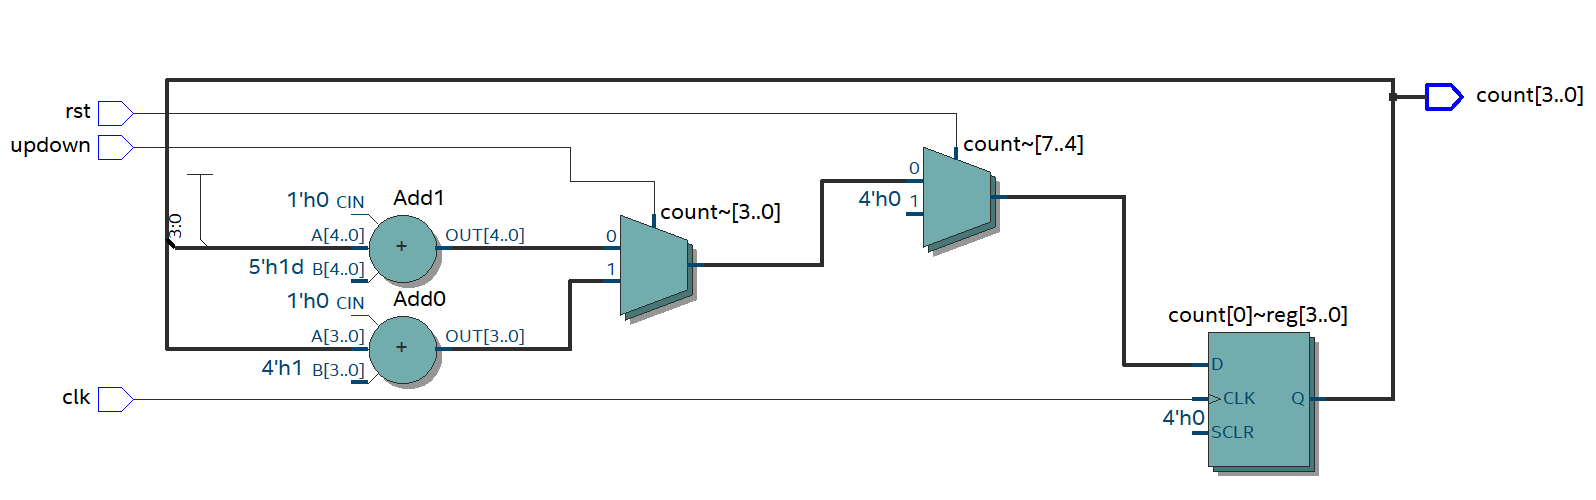 count[3..0]
rst
updown
count~[7..4]
0
4'h0 1
3:0
1'h0 CIN Add1
count~[3..0]
A[4..0] + OUT[4..0] 0
5'h1d B[4..0] 1
1'h0 CIN Add0
A[3..0] + OUT[3..0]
4'h1 B[3..0]
count[0]~reg[3..0]
D
clk
CLK Q
4'h0 SCLR